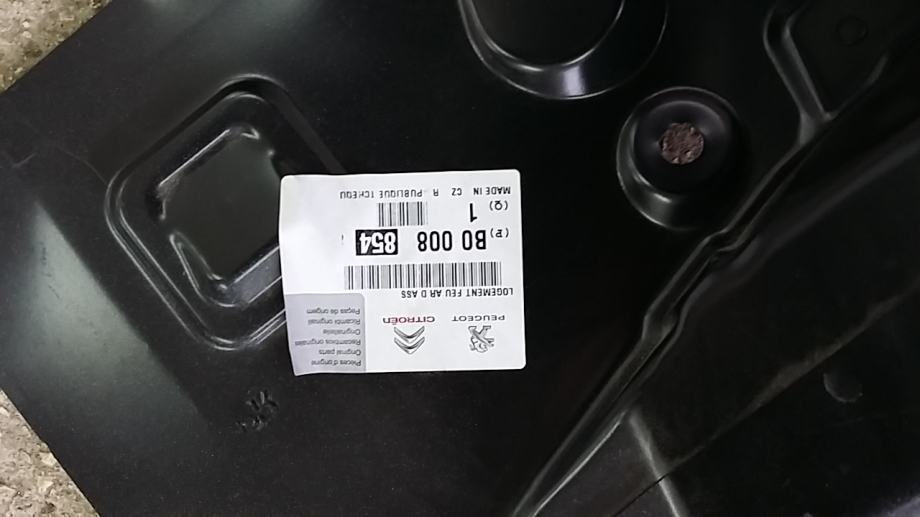 PEUGEOT CITROËN
Pièces d'origine
Original parts
Recambios originales
Originalteile
Ricambi originali
Peças de origem
LOGEMENT FEU AR D ASS
(P) B0 008 854
(Q) 1
MADE IN CZ R PUBLIQUE TCHEQU